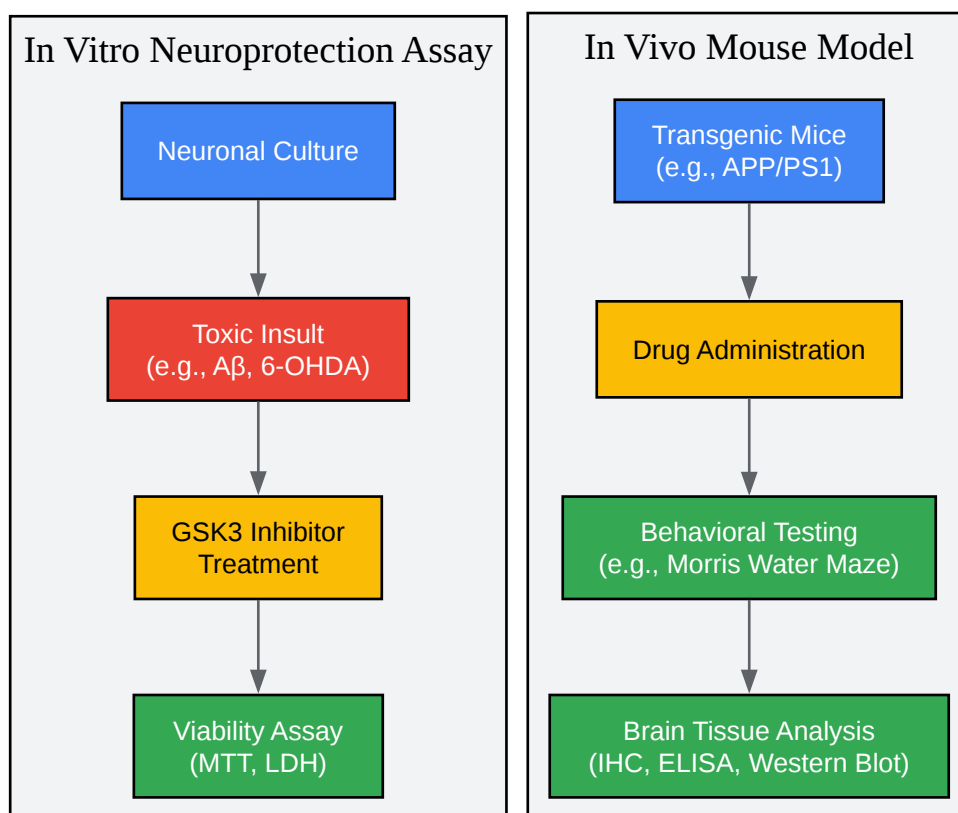 In Vitro Neuroprotection Assay
Neuronal Culture
Toxic Insult
(e.g., Aβ, 6-OHDA)
GSK3 Inhibitor
Treatment
Viability Assay
(MTT, LDH)
In Vivo Mouse Model
Transgenic Mice
(e.g., APP/PS1)
Drug Administration
Behavioral Testing
(e.g., Morris Water Maze)
Brain Tissue Analysis
(IHC, ELISA, Western Blot)